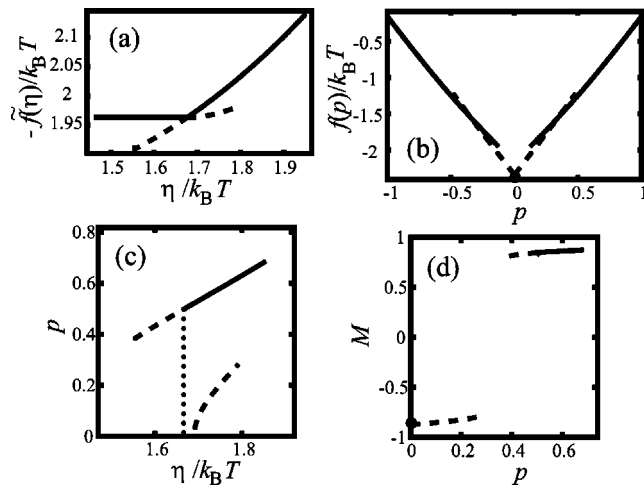 (a)
2.1
2.05
2
1.95
-f̃(η)/k_B T
1.5 1.6 1.7 1.8 1.9
η /k_B T
(b)
-0.5
-1
-1.5
-2
f(p)/k_B T
-1 -0.5 0 0.5 1
p
(c)
0.8
0.6
0.4
0.2
0
p
1.6 1.8
η /k_B T
(d)
1
0.5
0
-0.5
-1
M
0 0.2 0.4 0.6
p